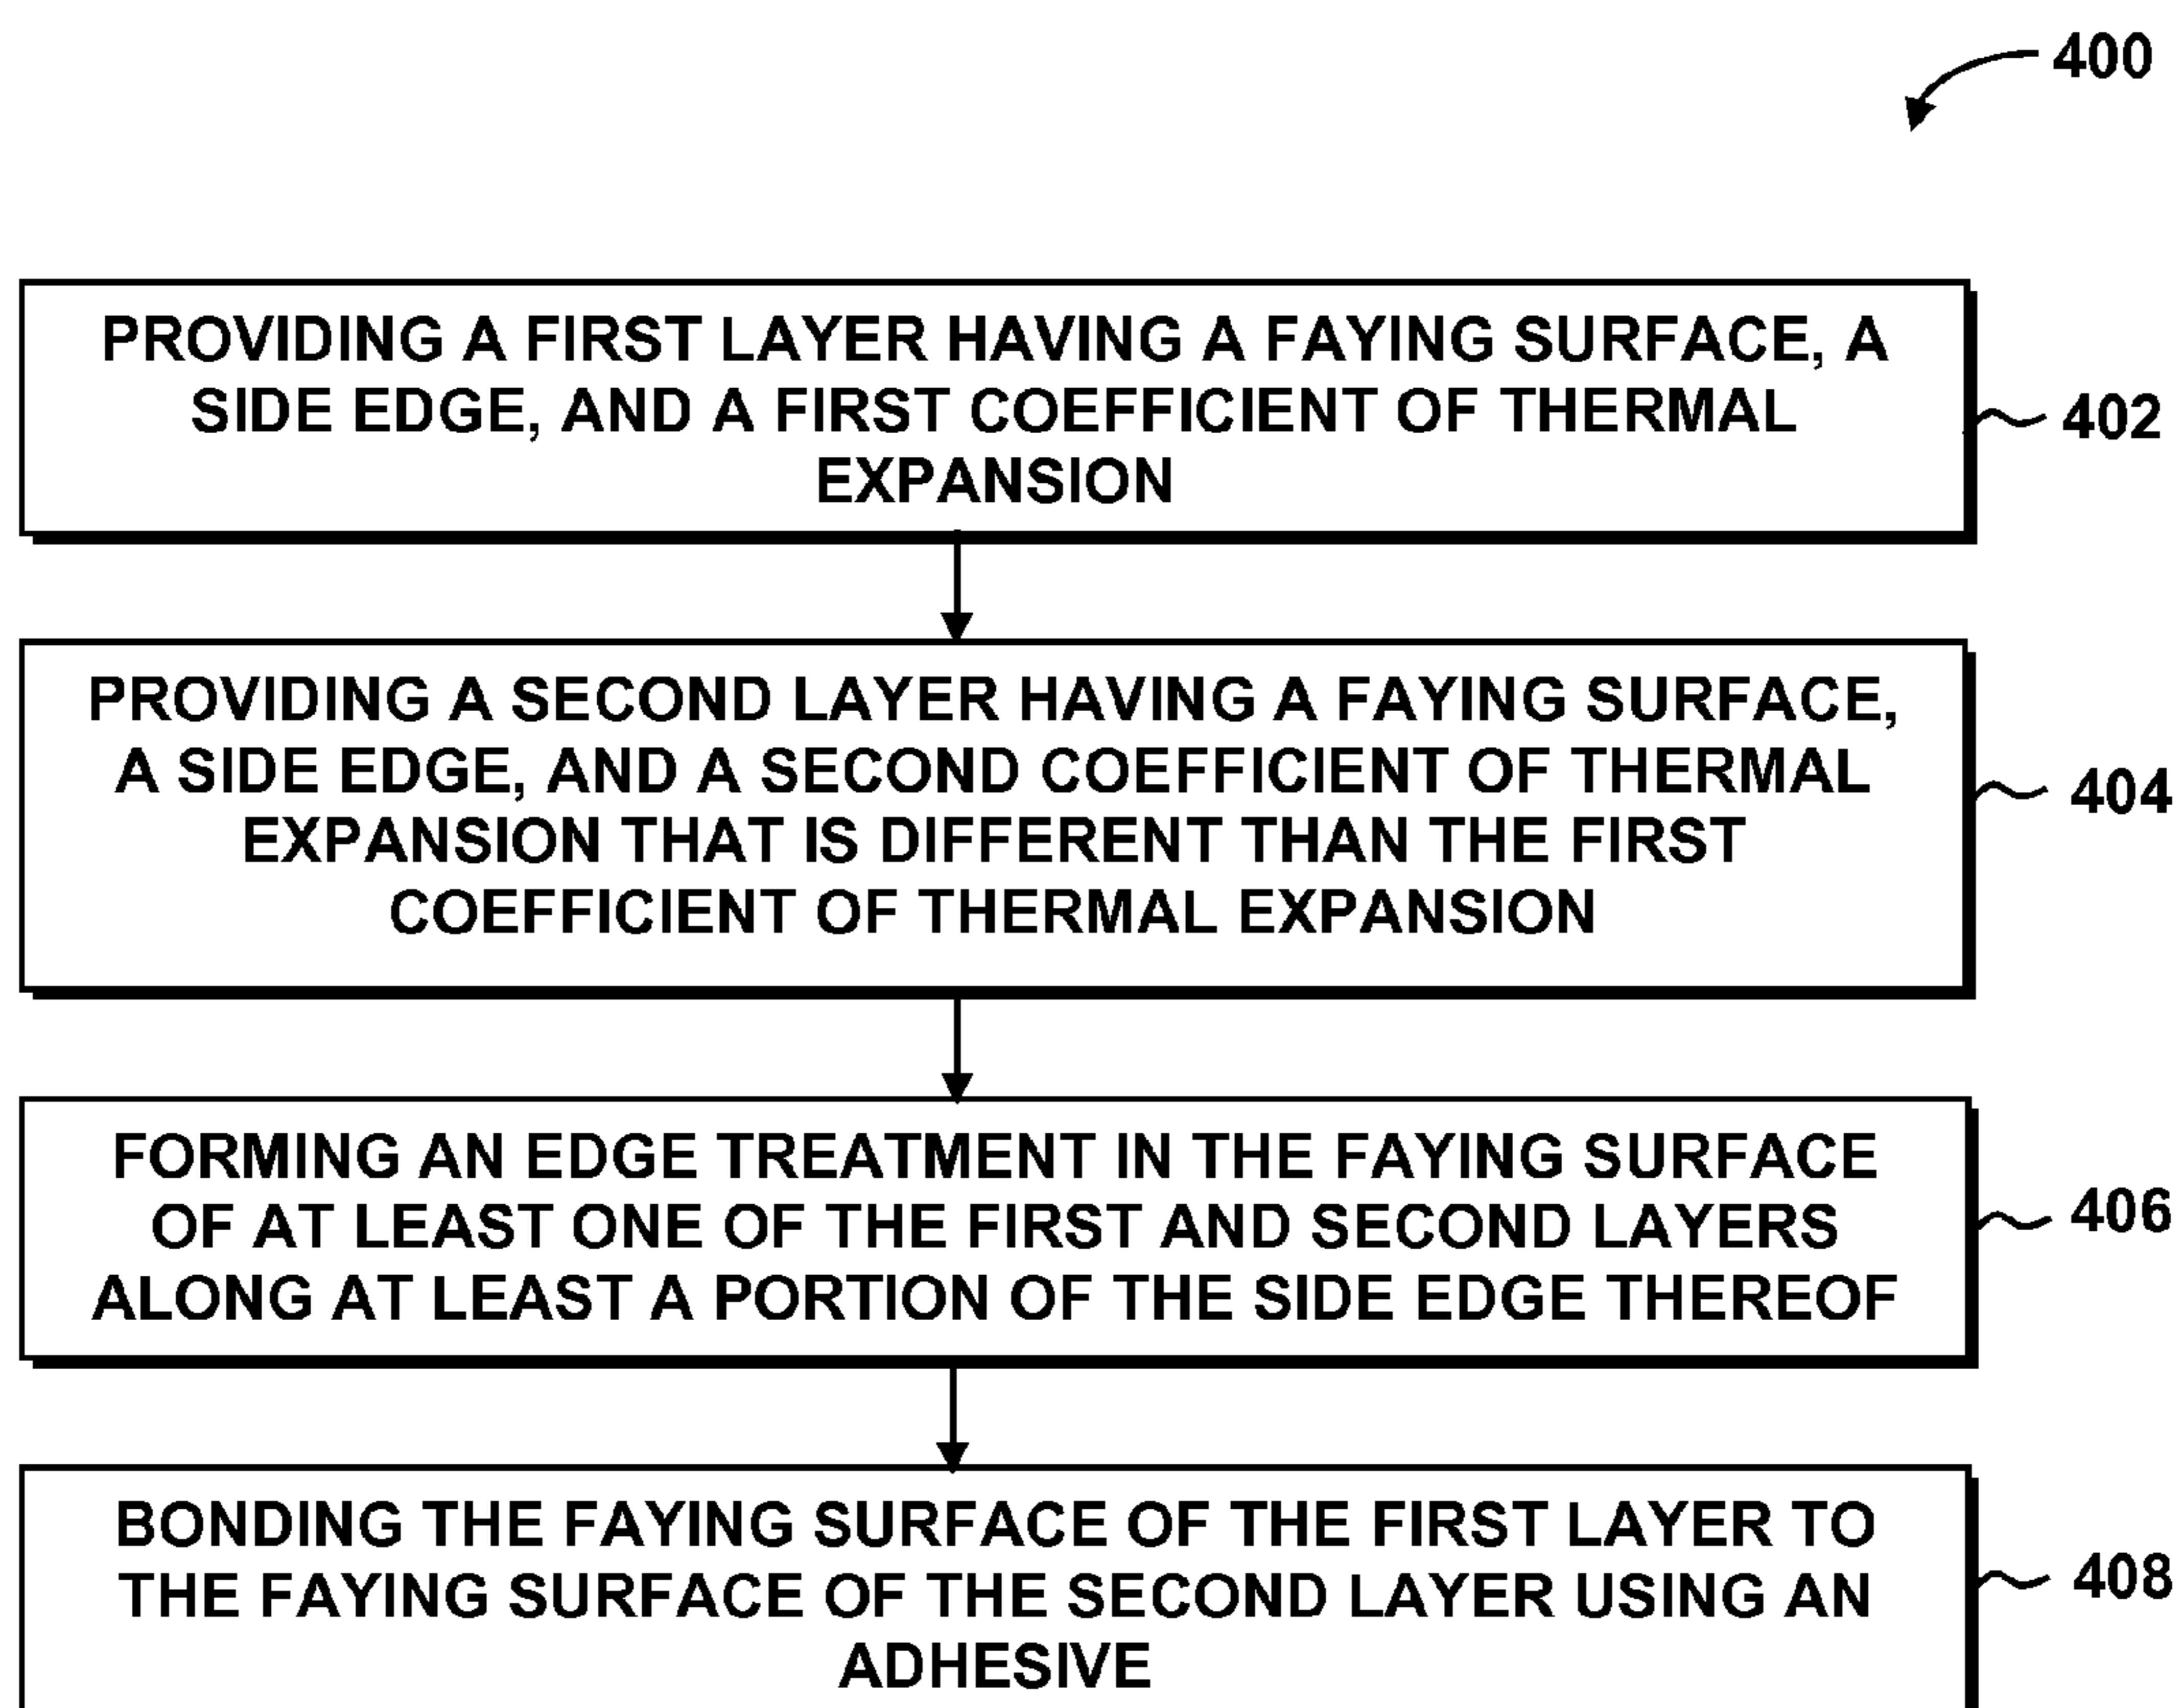 400
PROVIDING A FIRST LAYER HAVING A FAYING SURFACE, A
SIDE EDGE, AND A FIRST COEFFICIENT OF THERMAL
EXPANSION
402
PROVIDING A SECOND LAYER HAVING A FAYING SURFACE,
A SIDE EDGE, AND A SECOND COEFFICIENT OF THERMAL
EXPANSION THAT IS DIFFERENT THAN THE FIRST
COEFFICIENT OF THERMAL EXPANSION
404
FORMING AN EDGE TREATMENT IN THE FAYING SURFACE
OF AT LEAST ONE OF THE FIRST AND SECOND LAYERS
ALONG AT LEAST A PORTION OF THE SIDE EDGE THEREOF
406
BONDING THE FAYING SURFACE OF THE FIRST LAYER TO
THE FAYING SURFACE OF THE SECOND LAYER USING AN
ADHESIVE
408